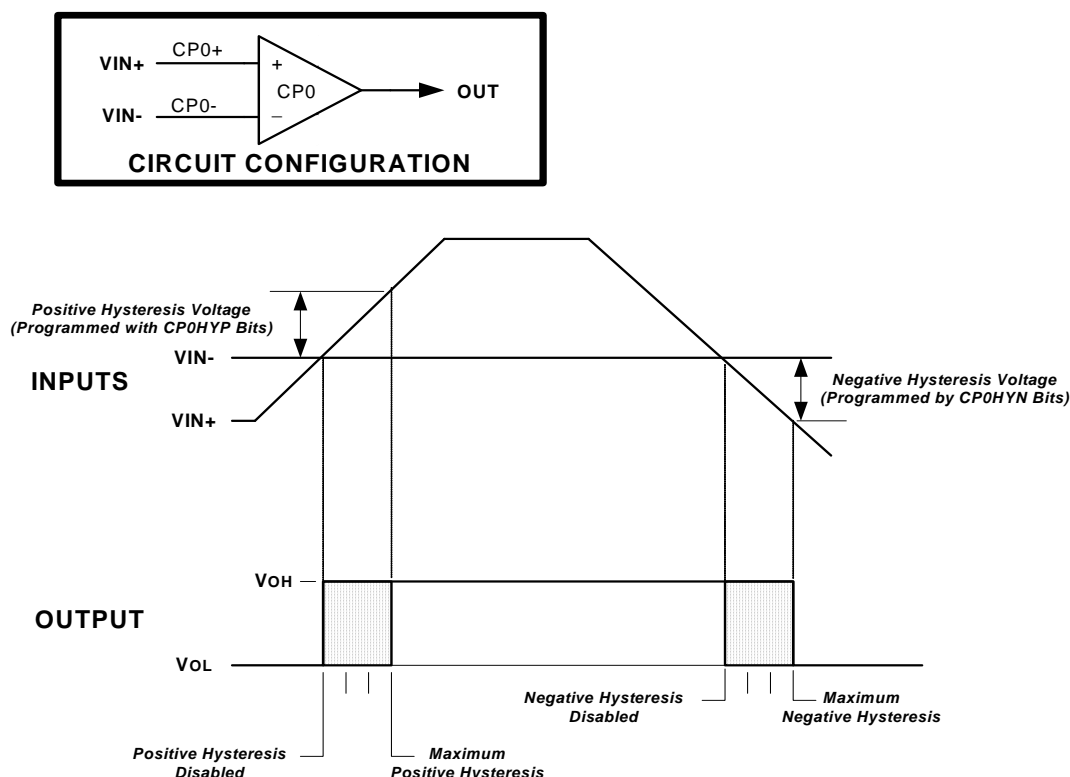 VIN+
CP0+
+
CP0
VIN-
CP0-
_
OUT
CIRCUIT CONFIGURATION
Positive Hysteresis Voltage
(Programmed with CP0HYP Bits)
VIN-
INPUTS
Negative Hysteresis Voltage
(Programmed by CP0HYN Bits)
VIN+
VOH
OUTPUT
VOL
Negative Hysteresis
Disabled
Maximum
Negative Hysteresis
Positive Hysteresis
Disabled
Maximum
Positive Hysteresis